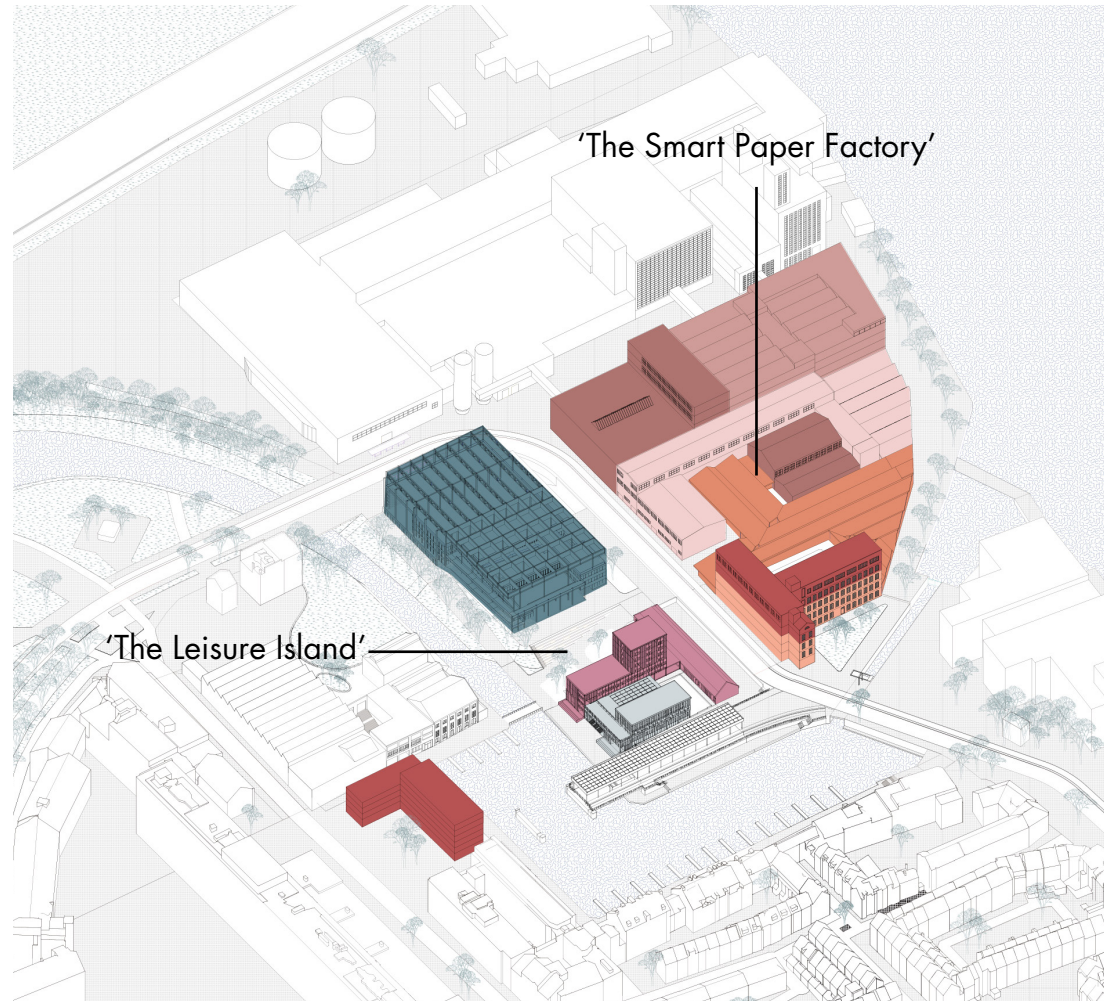 ‘The Smart Paper Factory’
‘The Leisure Island’